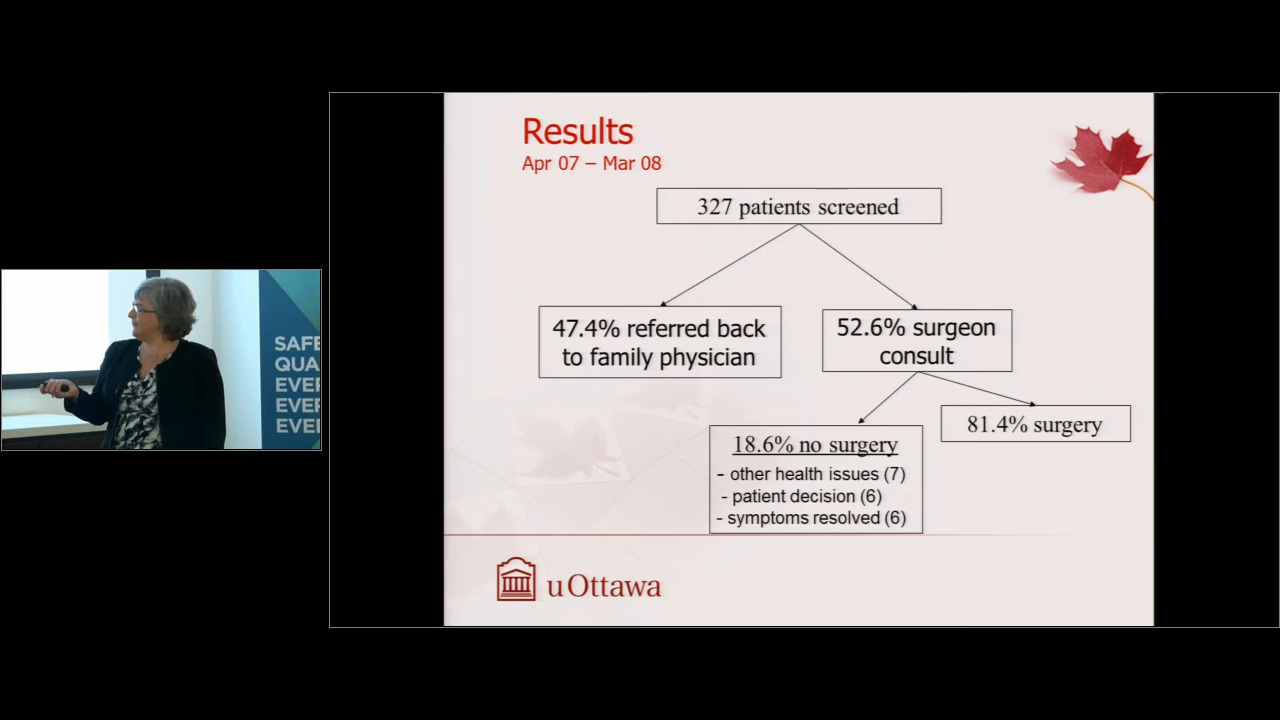 Results
Apr 07 – Mar 08
327 patients screened
47.4% referred back
to family physician
52.6% surgeon
consult
81.4% surgery
18.6% no surgery
- other health issues (7)
- patient decision (6)
- symptoms resolved (6)
uOttawa
SAFE
QUA
EVER
EVER
EVE